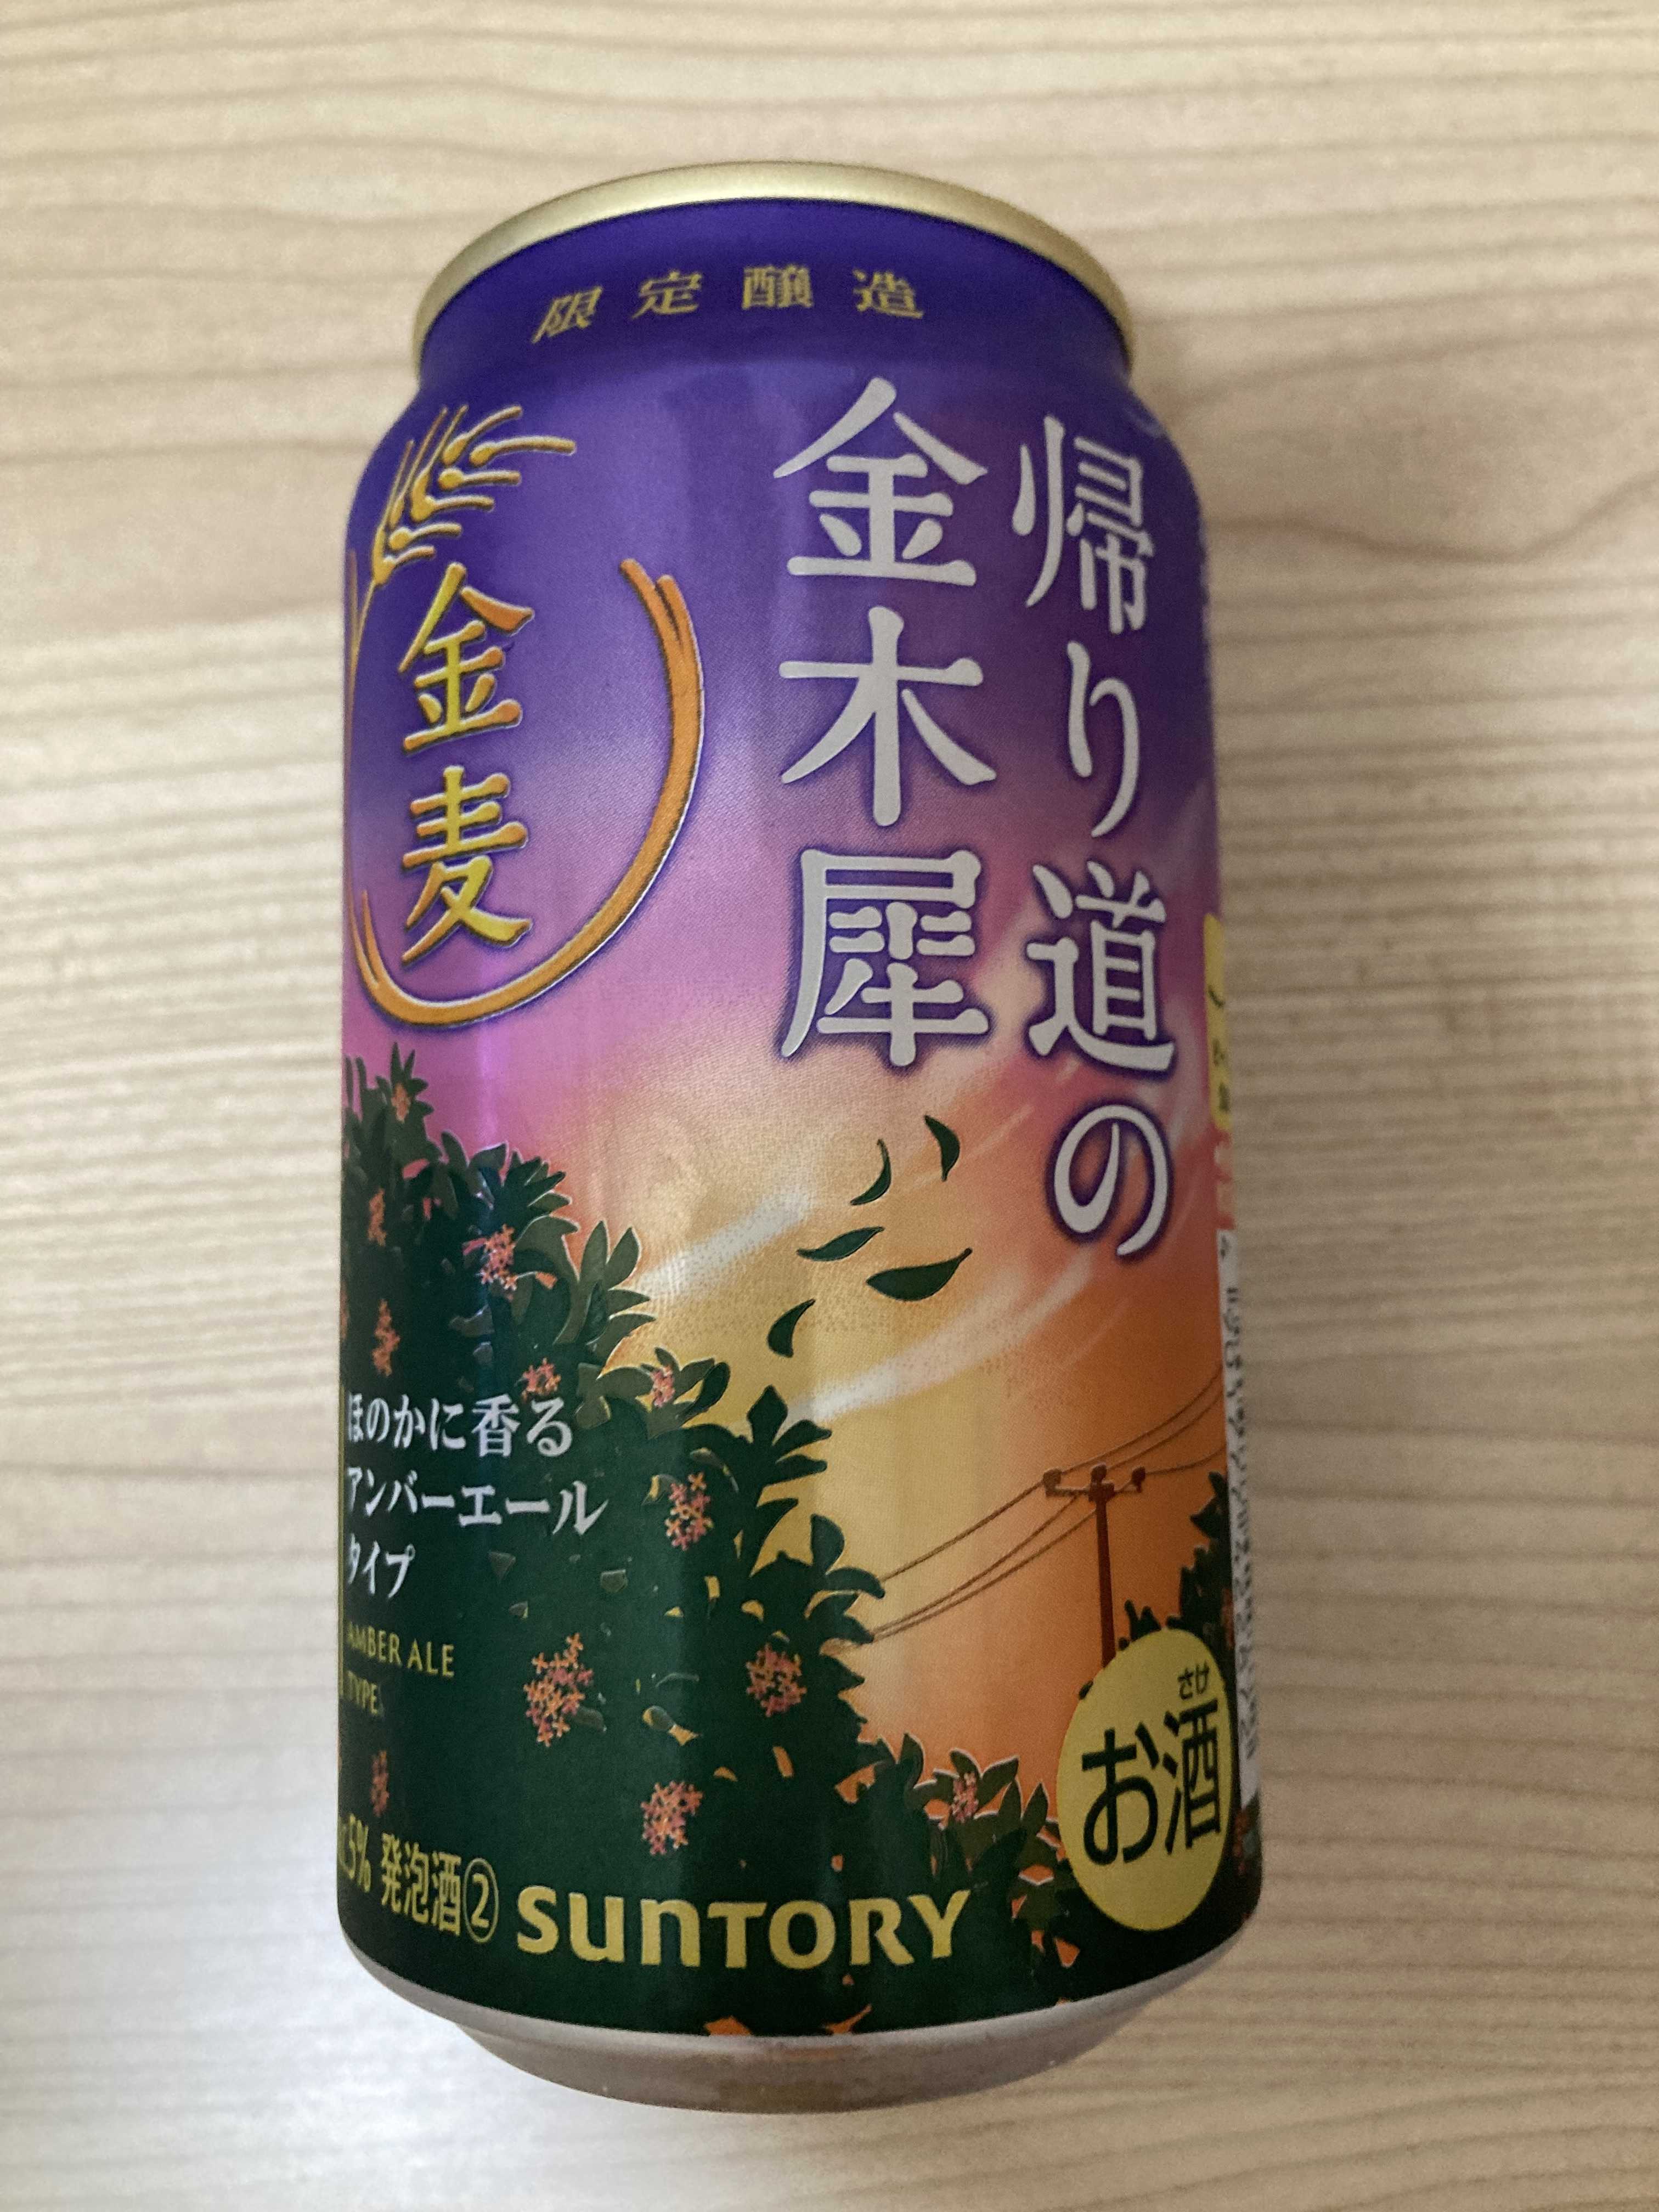 限定醸造
帰り道の
金木犀
金麦
ほのかに香る
アンバーエール
タイプ
AMBER ALE
TYPE
5% 発泡酒②
SUNTORY
さけ
お酒